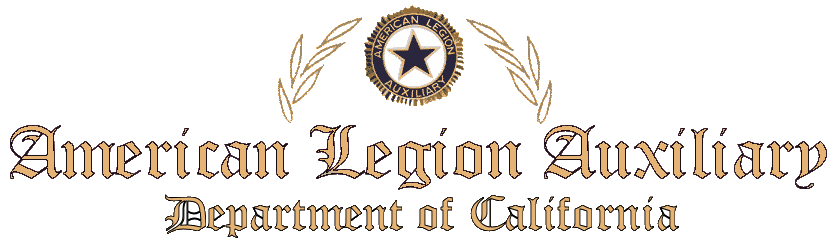 AMERICAN LEGION
AUXILIARY
American Legion Auxiliary
Department of California